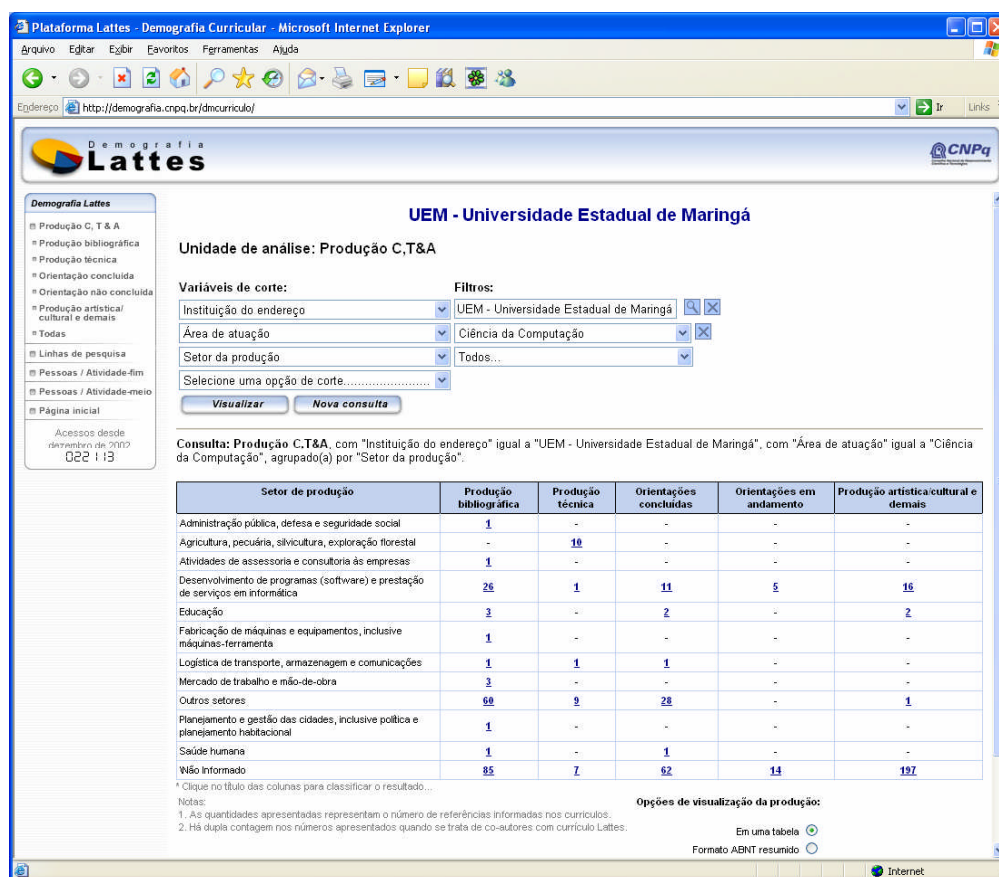 Plataforma Lattes - Demografia Curricular - Microsoft Internet Explorer
Arquivo Editar Exibir Favoritos Ferramentas Ajuda
Endereço http://demografia.cnpq.br/dmcurriculo/ Ir Links
Demografia
Lattes
CNPq
Demografia Lattes
Produção C, T & A
Produção bibliográfica
Produção técnica
Orientação concluída
Orientação não concluída
Produção artística/
cultural e demais
Todas
Linhas de pesquisa
Pessoas / Atividade-fim
Pessoas / Atividade-meio
Página inicial
Acessos desde
dezembro de 2002
022113
UEM - Universidade Estadual de Maringá
Unidade de análise: Produção C,T&A
Variáveis de corte: Filtros:
Instituição do endereço UEM - Universidade Estadual de Maringá
Área de atuação Ciência da Computação
Setor da produção Todos...
Selecione uma opção de corte........................
Visualizar Nova consulta
Consulta: Produção C,T&A, com "Instituição do endereço" igual a "UEM - Universidade Estadual de Maringá", com "Área de atuação" igual a "Ciência
da Computação", agrupado(a) por "Setor da produção".
Setor de produção Produção bibliográfica Produção técnica Orientações concluídas Orientações em andamento Produção artística/cultural e demais
Administração pública, defesa e seguridade social 1 - - - -
Agricultura, pecuária, silvicultura, exploração florestal - 10 - - -
Atividades de assessoria e consultoria às empresas 1 - - - -
Desenvolvimento de programas (software) e prestação
de serviços em informática 26 1 11 5 16
Educação 3 - 2 - 2
Fabricação de máquinas e equipamentos, inclusive
máquinas-ferramenta 1 - - - -
Logística de transporte, armazenagem e comunicações 1 1 1 - -
Mercado de trabalho e mão-de-obra 3 - - - -
Outros setores 60 9 28 - 1
Planejamento e gestão das cidades, inclusive política e
planejamento habitacional 1 - - - -
Saúde humana 1 - 1 - -
Não Informado 85 7 62 14 197
* Clique no título das colunas para classificar o resultado...
Notas:
1. As quantidades apresentadas representam o número de referências informadas nos currículos.
2. Há dupla contagem nos números apresentados quando se trata de co-autores com currículo Lattes.
Opções de visualização da produção:
Em uma tabela
Formato ABNT resumido
Internet